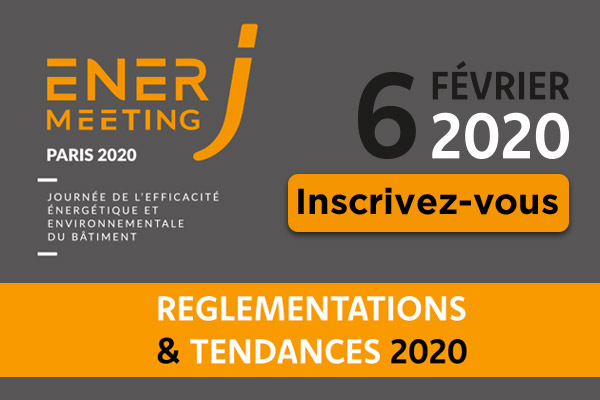 ENERJ
MEETING
PARIS 2020
JOURNÉE DE L'EFFICACITÉ
ÉNERGÉTIQUE ET
ENVIRONNEMENTALE
DU BÂTIMENT
6 FÉVRIER
2020
Inscrivez-vous
REGLEMENTATIONS
& TENDANCES 2020